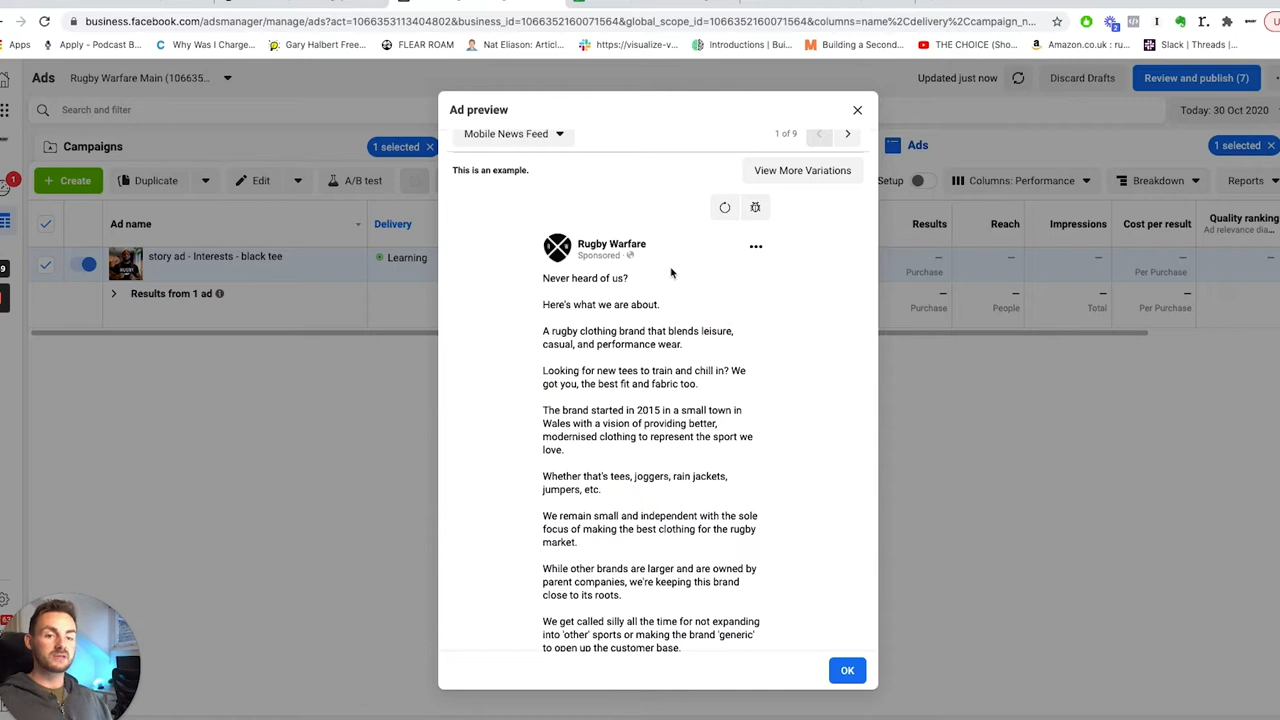 business.facebook.com/adsmanager/manage/ads?act=1066353113404802&business_id=1066352160071564&global_scope_id=1066352160071564&columns=name%2Cdelivery%2Ccampaign_n...
Apps
Apply - Podcast B...
Why Was I Charge...
Gary Halbert Free...
FLEAR ROAM
Nat Eliason: Articl...
https://visualize-v...
Introductions | Bui...
Building a Second...
THE CHOICE (Sho...
Amazon.co.uk : ru...
Slack | Threads |...
Ads
Rugby Warfare Main (106635...
Updated just now
Discard Drafts
Review and publish (7)
Search and filter
Today: 30 Oct 2020
Campaigns
1 selected
Ads
1 selected
+ Create
Duplicate
Edit
A/B test
Setup
Columns: Performance
Breakdown
Reports
Ad name
Delivery
Results
Reach
Impressions
Cost per result
Quality ranking
Ad relevance dia...
story ad - Interests - black tee
Learning
—
Purchase
—
—
—
Per Purchase
—
Results from 1 ad
—
Purchase
—
People
—
Total
—
Per Purchase
Ad preview
Mobile News Feed
1 of 9
This is an example.
View More Variations
Rugby Warfare
Sponsored ·
Never heard of us?
Here's what we are about.
A rugby clothing brand that blends leisure,
casual, and performance wear.
Looking for new tees to train and chill in? We
got you, the best fit and fabric too.
The brand started in 2015 in a small town in
Wales with a vision of providing better,
modernised clothing to represent the sport we
love.
Whether that's tees, joggers, rain jackets,
jumpers, etc.
We remain small and independent with the sole
focus of making the best clothing for the rugby
market.
While other brands are larger and are owned by
parent companies, we're keeping this brand
close to its roots.
We get called silly all the time for not expanding
into 'other' sports or making the brand 'generic'
to open up the customer base.
OK